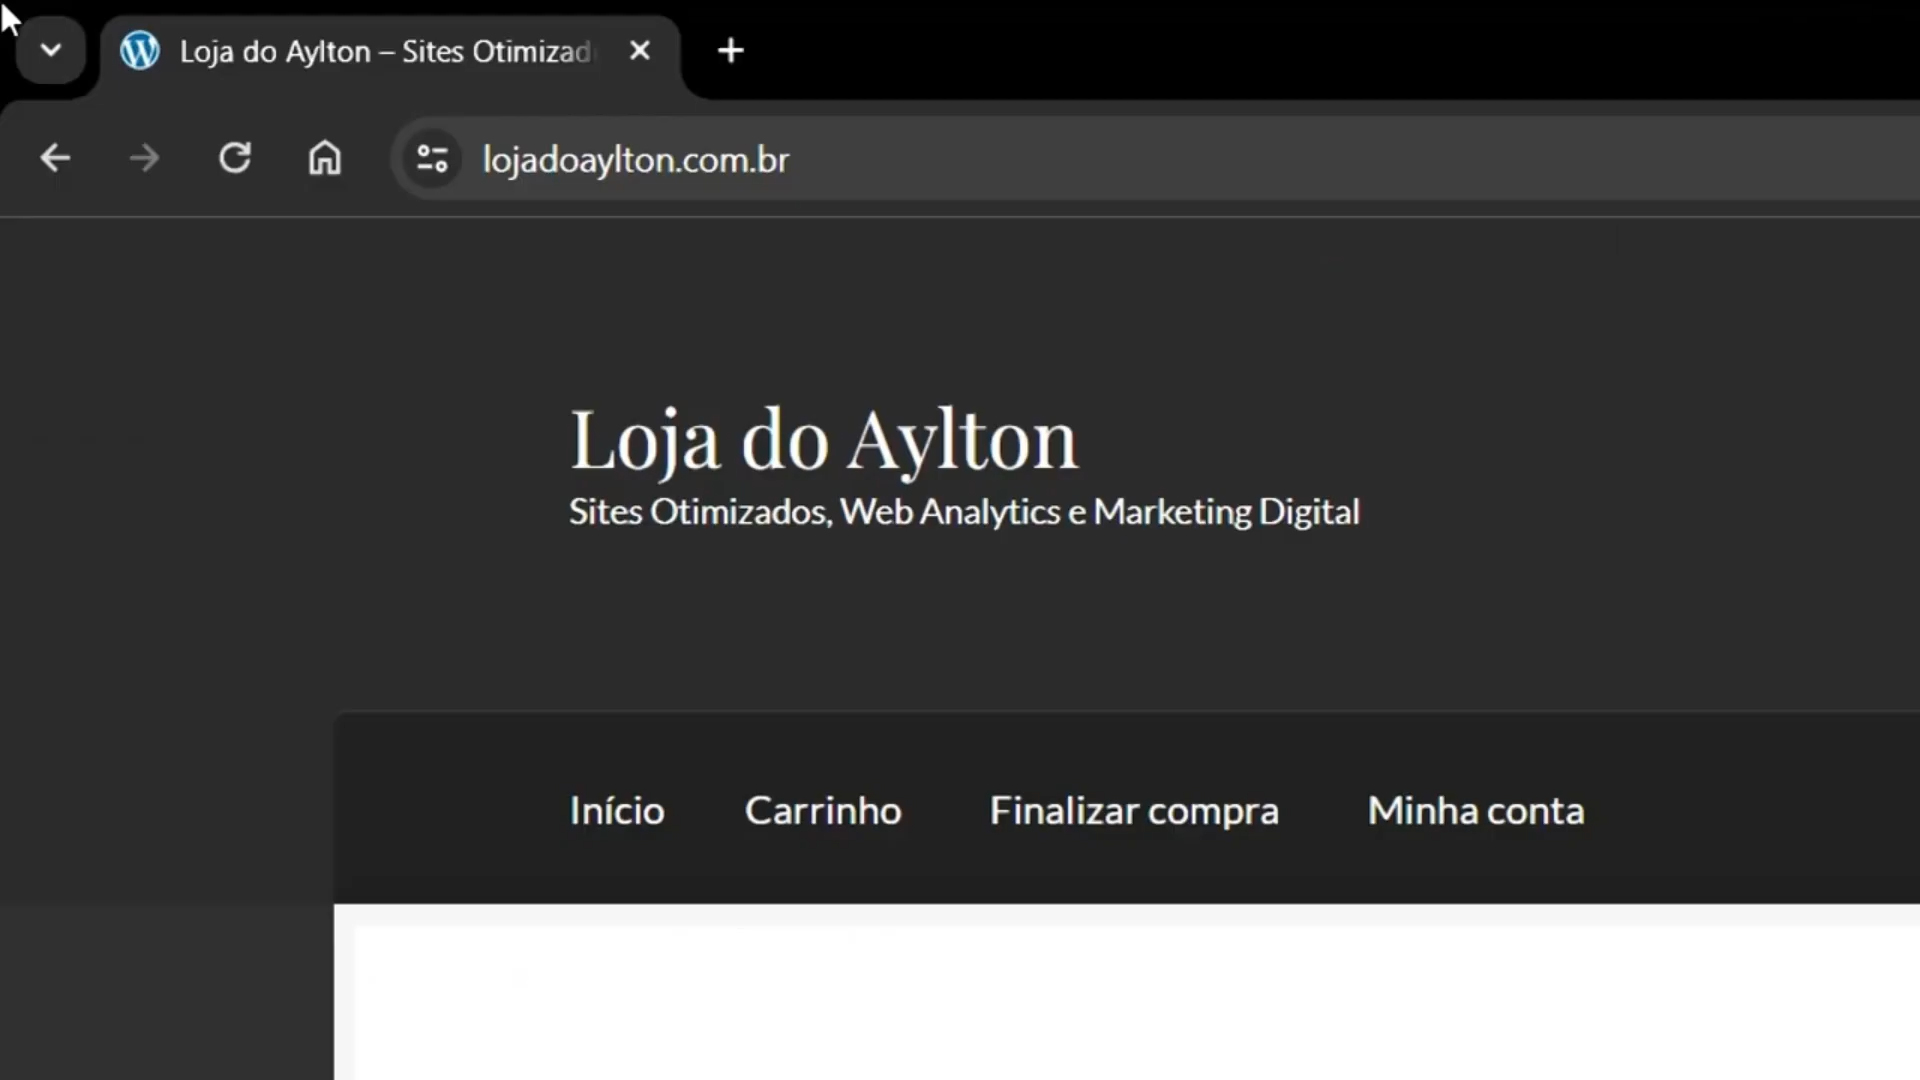 Loja do Aylton – Sites Otimizad
lojadoaylton.com.br
Loja do Aylton
Sites Otimizados, Web Analytics e Marketing Digital
Início Carrinho Finalizar compra Minha conta